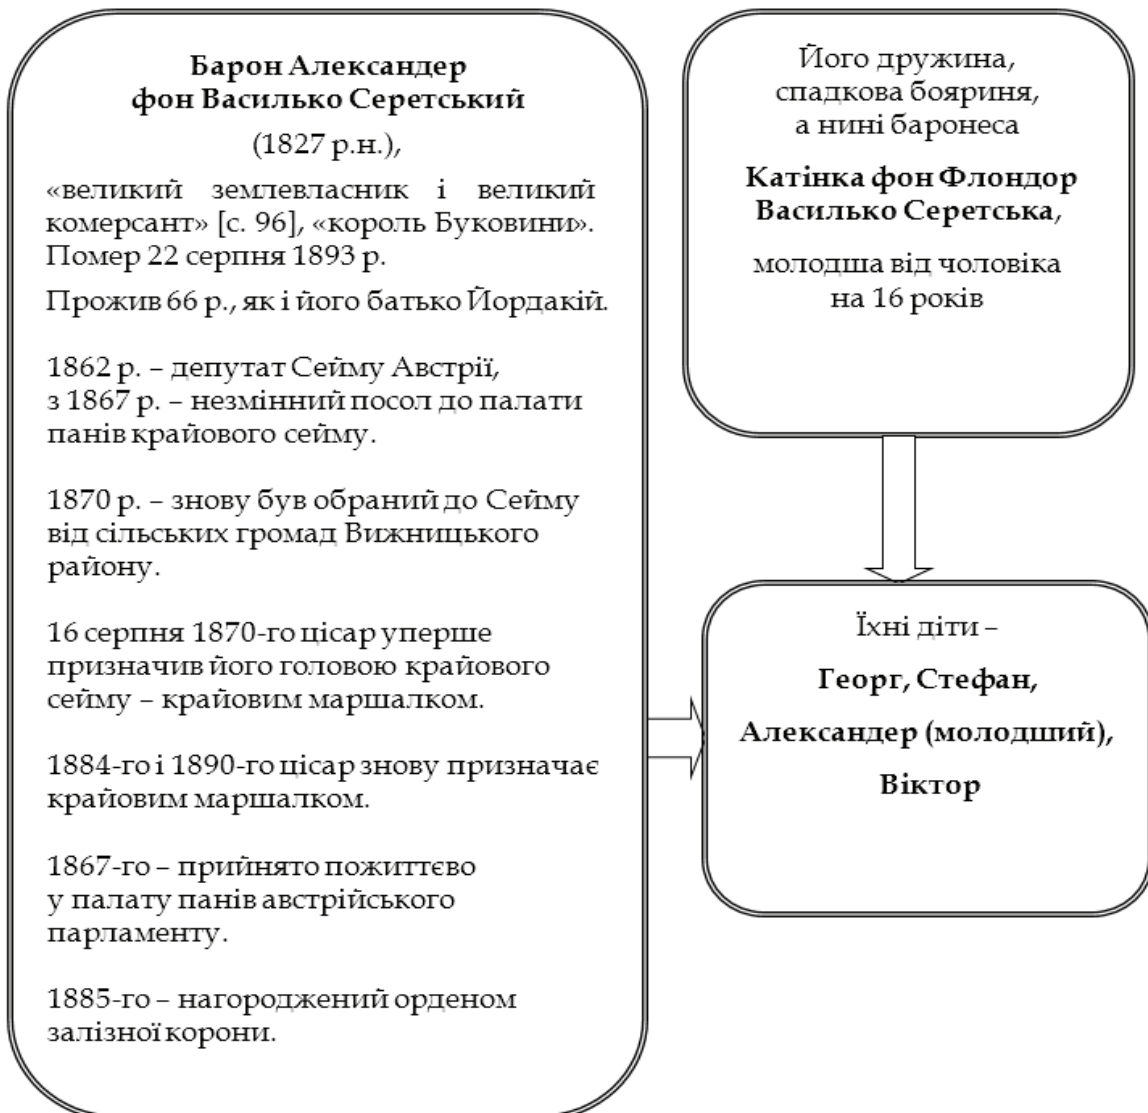 Барон Александер
фон Василько Серетський
(1827 р.н.),
«великий землевласник і великий
комерсант» [с. 96], «король Буковини».
Помер 22 серпня 1893 р.
Прожив 66 р., як і його батько Йордакій.
1862 р. – депутат Сейму Австрії,
з 1867 р. – незмінний посол до палати
панів крайового сейму.
1870 р. – знову був обраний до Сейму
від сільських громад Вижницького
району.
16 серпня 1870-го цісар уперше
призначив його головою крайового
сейму – крайовим маршалком.
1884-го і 1890-го цісар знову призначає
крайовим маршалком.
1867-го – прийнято пожиттєво
у палату панів австрійського
парламенту.
1885-го – нагороджений орденом
залізної корони.
Його дружина,
спадкова бояриня,
а нині баронеса
Катінка фон Флондор
Василько Серетська,
молодша від чоловіка
на 16 років
Їхні діти –
Георг, Стефан,
Александер (молодший),
Віктор